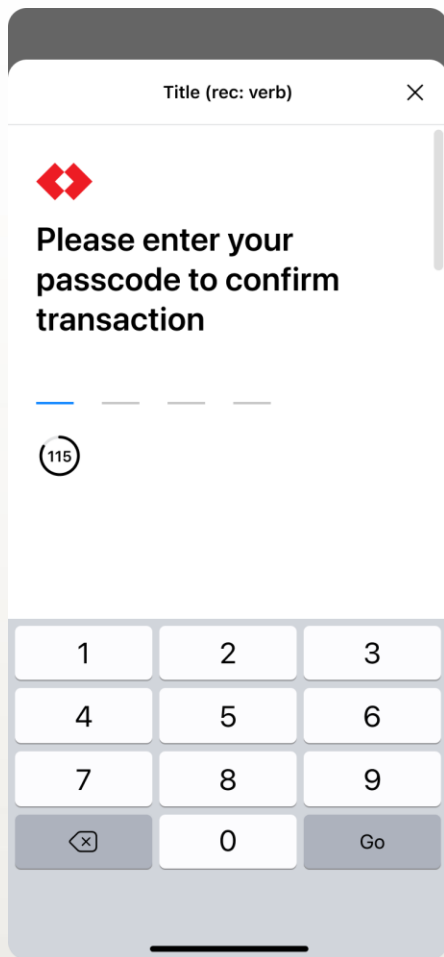 Title (rec: verb)
Please enter your
passcode to confirm
transaction
115
1 2 3
4 5 6
7 8 9
0 Go